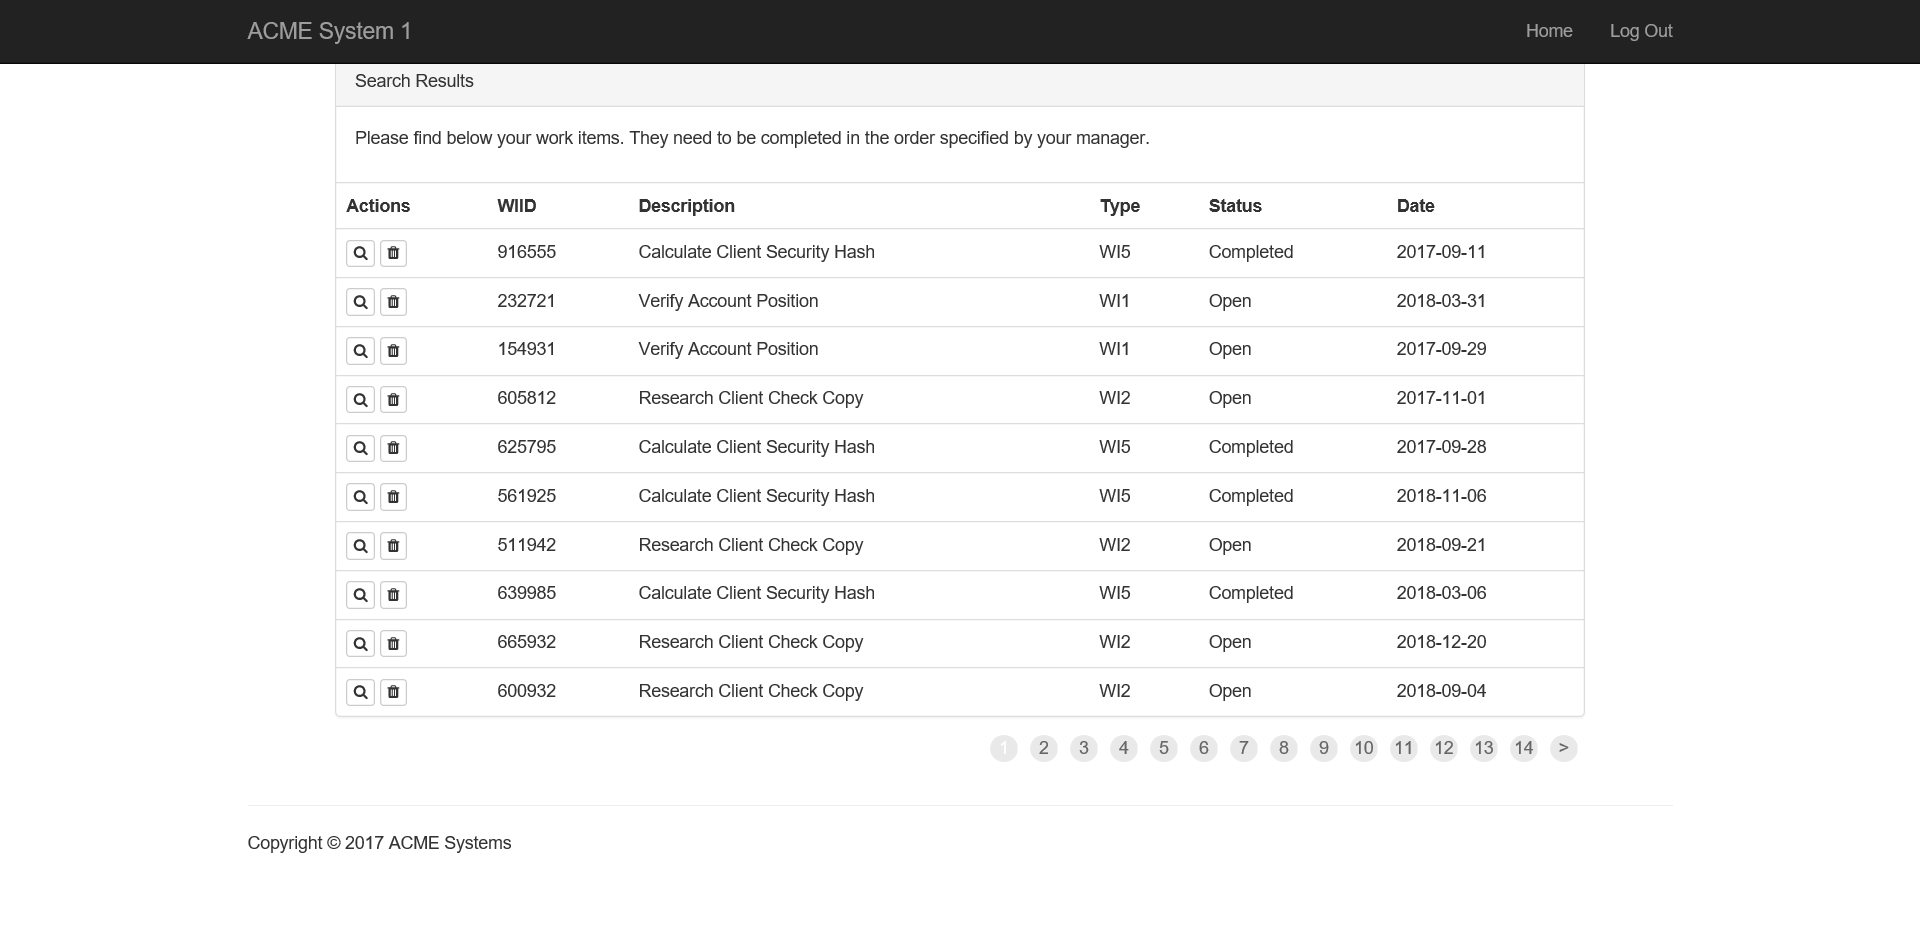 ACME System 1 Home Log Out
Search Results
Please find below your work items. They need to be completed in the order specified by your manager.
Actions WIID Description Type Status Date
916555 Calculate Client Security Hash WI5 Completed 2017-09-11
232721 Verify Account Position WI1 Open 2018-03-31
154931 Verify Account Position WI1 Open 2017-09-29
605812 Research Client Check Copy WI2 Open 2017-11-01
625795 Calculate Client Security Hash WI5 Completed 2017-09-28
561925 Calculate Client Security Hash WI5 Completed 2018-11-06
511942 Research Client Check Copy WI2 Open 2018-09-21
639985 Calculate Client Security Hash WI5 Completed 2018-03-06
665932 Research Client Check Copy WI2 Open 2018-12-20
600932 Research Client Check Copy WI2 Open 2018-09-04
1 2 3 4 5 6 7 8 9 10 11 12 13 14 >
Copyright © 2017 ACME Systems